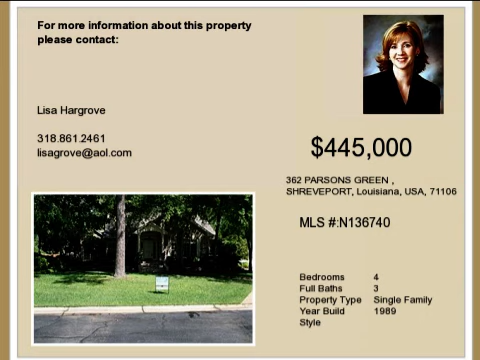 For more information about this property
please contact:
Lisa Hargrove
318.861.2461
lisagrove@aol.com
$445,000
362 PARSONS GREEN ,
SHREVEPORT, Louisiana, USA, 71106
MLS #:N136740
Bedrooms 4
Full Baths 3
Property Type Single Family
Year Build 1989
Style